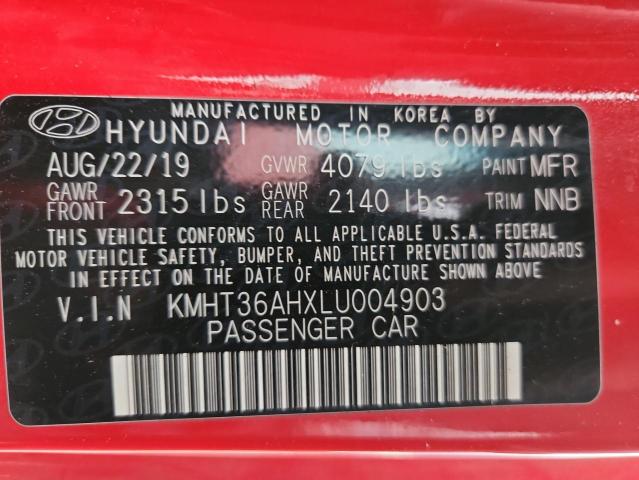 MANUFACTURED IN KOREA BY
HYUNDAI MOTOR COMPANY
AUG/22/19 GVWR 4079 lbs PAINT MFR
GAWR FRONT 2315 lbs GAWR REAR 2140 lbs TRIM NNB
THIS VEHICLE CONFORMS TO ALL APPLICABLE U.S.A. FEDERAL
MOTOR VEHICLE SAFETY, BUMPER, AND THEFT PREVENTION STANDARDS
IN EFFECT ON THE DATE OF MANUFACTURE SHOWN ABOVE.
V.I.N KMHT36AHXLU004903
PASSENGER CAR